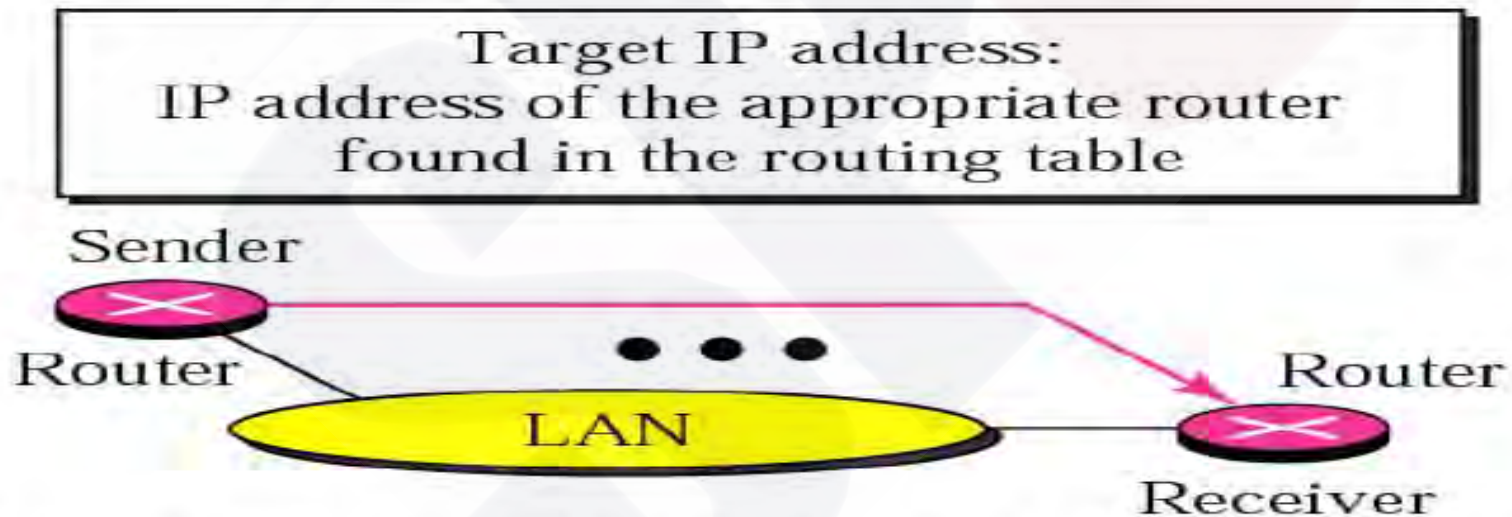 Target IP address:
IP address of the appropriate router
found in the routing table
Sender
Router
LAN
Router
Receiver